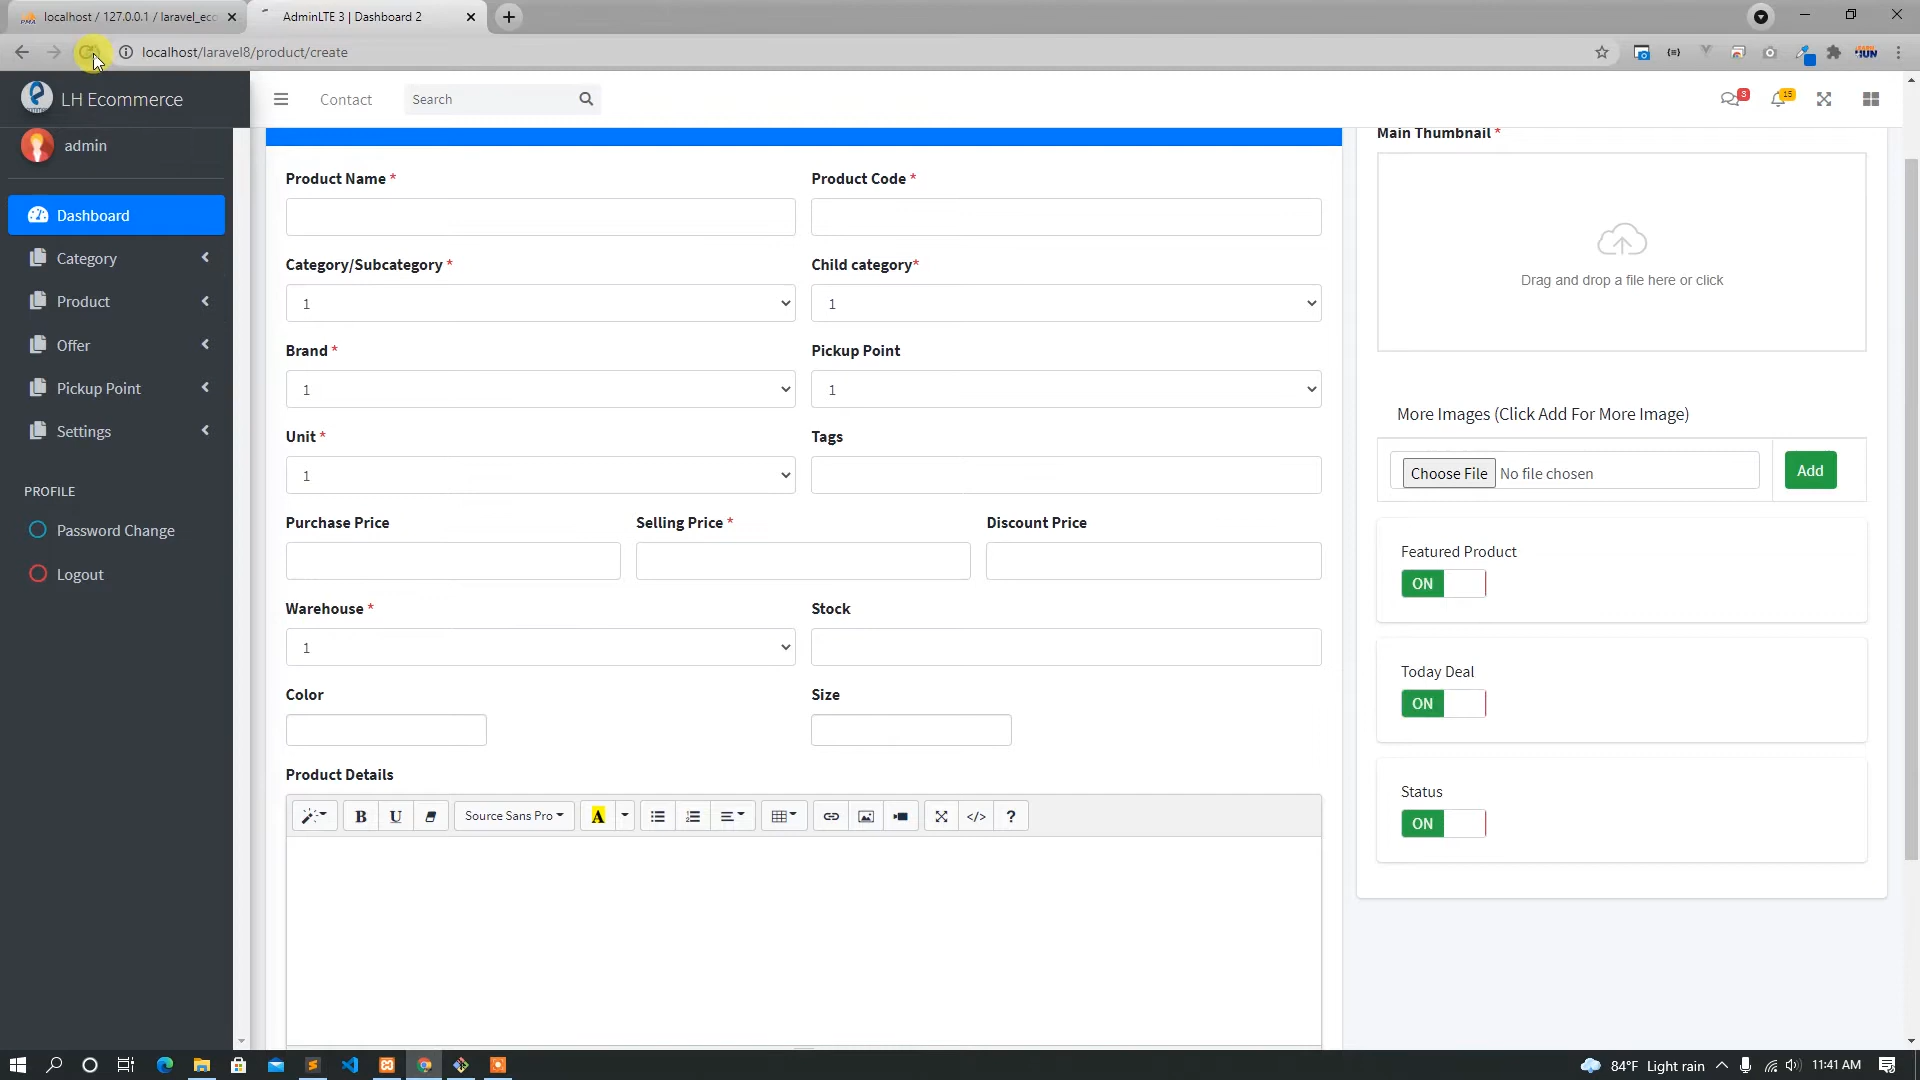 localhost / 127.0.0.1 / laravel_ecc
AdminLTE 3 | Dashboard 2
localhost/laravel8/product/create
LH Ecommerce
Contact
Search
3
15
admin
Dashboard
Category
Product
Offer
Pickup Point
Settings
PROFILE
Password Change
Logout
Product Name *
Product Code *
Category/Subcategory *
Child category*
1
1
Brand *
Pickup Point
1
1
Unit *
Tags
1
Purchase Price
Selling Price *
Discount Price
Warehouse *
Stock
1
Color
Size
Product Details
B
U
Source Sans Pro
A
</>
?
Main Thumbnail *
Drag and drop a file here or click
More Images (Click Add For More Image)
Choose File No file chosen
Add
Featured Product
ON
Today Deal
ON
Status
ON
84°F Light rain
11:41 AM